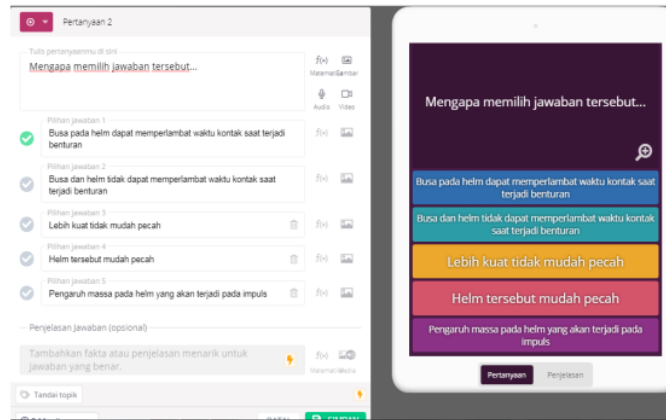 Pertanyaan 2
Tulis pertanyaanmu di sini
Mengapa memilih jawaban tersebut...
f(x)
Matematika
Gambar
Audio
Video
Pilihan jawaban 1
Busa pada helm dapat memperlambat waktu kontak saat terjadi
benturan
f(x)
Pilihan jawaban 2
Busa dan helm tidak dapat memperlambat waktu kontak saat
terjadi benturan
f(x)
Pilihan jawaban 3
Lebih kuat tidak mudah pecah
f(x)
Pilihan jawaban 4
Helm tersebut mudah pecah
f(x)
Pilihan jawaban 5
Pengaruh massa pada helm yang akan terjadi pada impuls
f(x)
Penjelasan Jawaban (opsional)
Tambahkan fakta atau penjelasan menarik untuk
jawaban yang benar.
f(x)
Media
Tandai topik
Mengapa memilih jawaban tersebut...
Busa pada helm dapat memperlambat waktu kontak saat
terjadi benturan
Busa dan helm tidak dapat memperlambat waktu kontak
saat terjadi benturan
Lebih kuat tidak mudah pecah
Helm tersebut mudah pecah
Pengaruh massa pada helm yang akan terjadi pada
impuls
Pertanyaan
Penjelasan